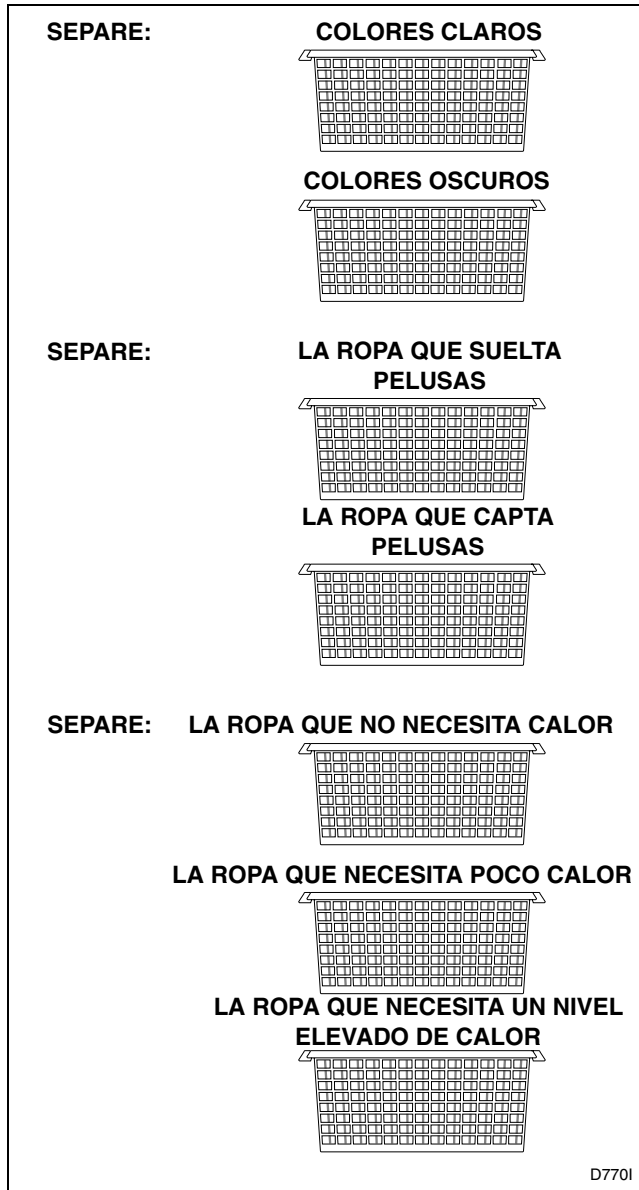 SEPARE: COLORES CLAROS
COLORES OSCUROS
SEPARE: LA ROPA QUE SUELTA
PELUSAS
LA ROPA QUE CAPTA
PELUSAS
SEPARE: LA ROPA QUE NO NECESITA CALOR
LA ROPA QUE NECESITA POCO CALOR
LA ROPA QUE NECESITA UN NIVEL
ELEVADO DE CALOR
D770I